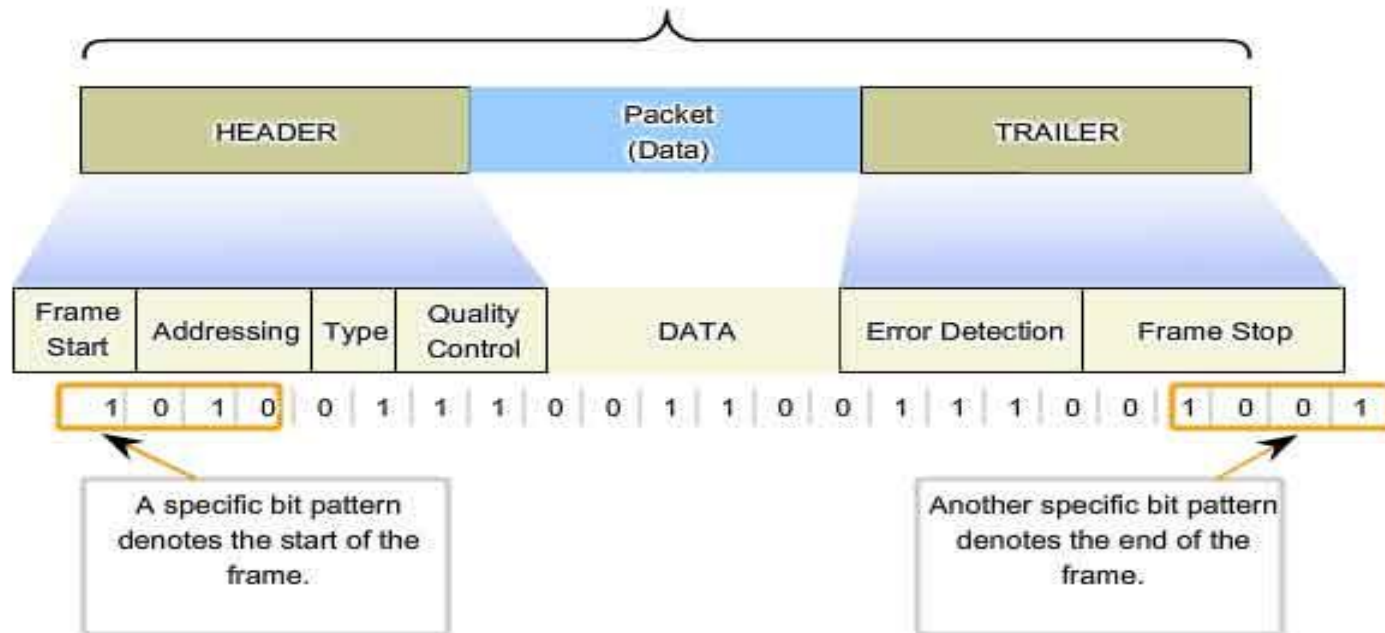 HEADER
Packet
(Data)
TRAILER
Frame
Start
Addressing
Type
Quality
Control
DATA
Error Detection
Frame Stop
1 0 1 0 0 1 1 1 0 0 1 1 0 0 1 1 1 0 0 1 0 0 1
A specific bit pattern
denotes the start of the
frame.
Another specific bit pattern
denotes the end of the
frame.